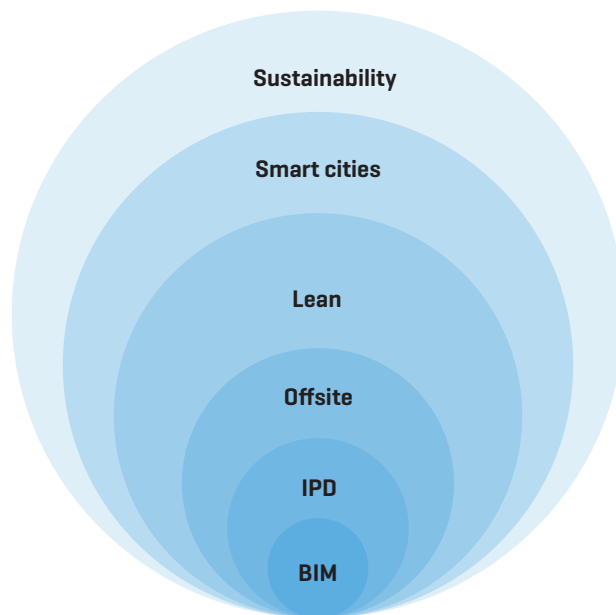 Sustainability
Smart cities
Lean
Offsite
IPD
BIM